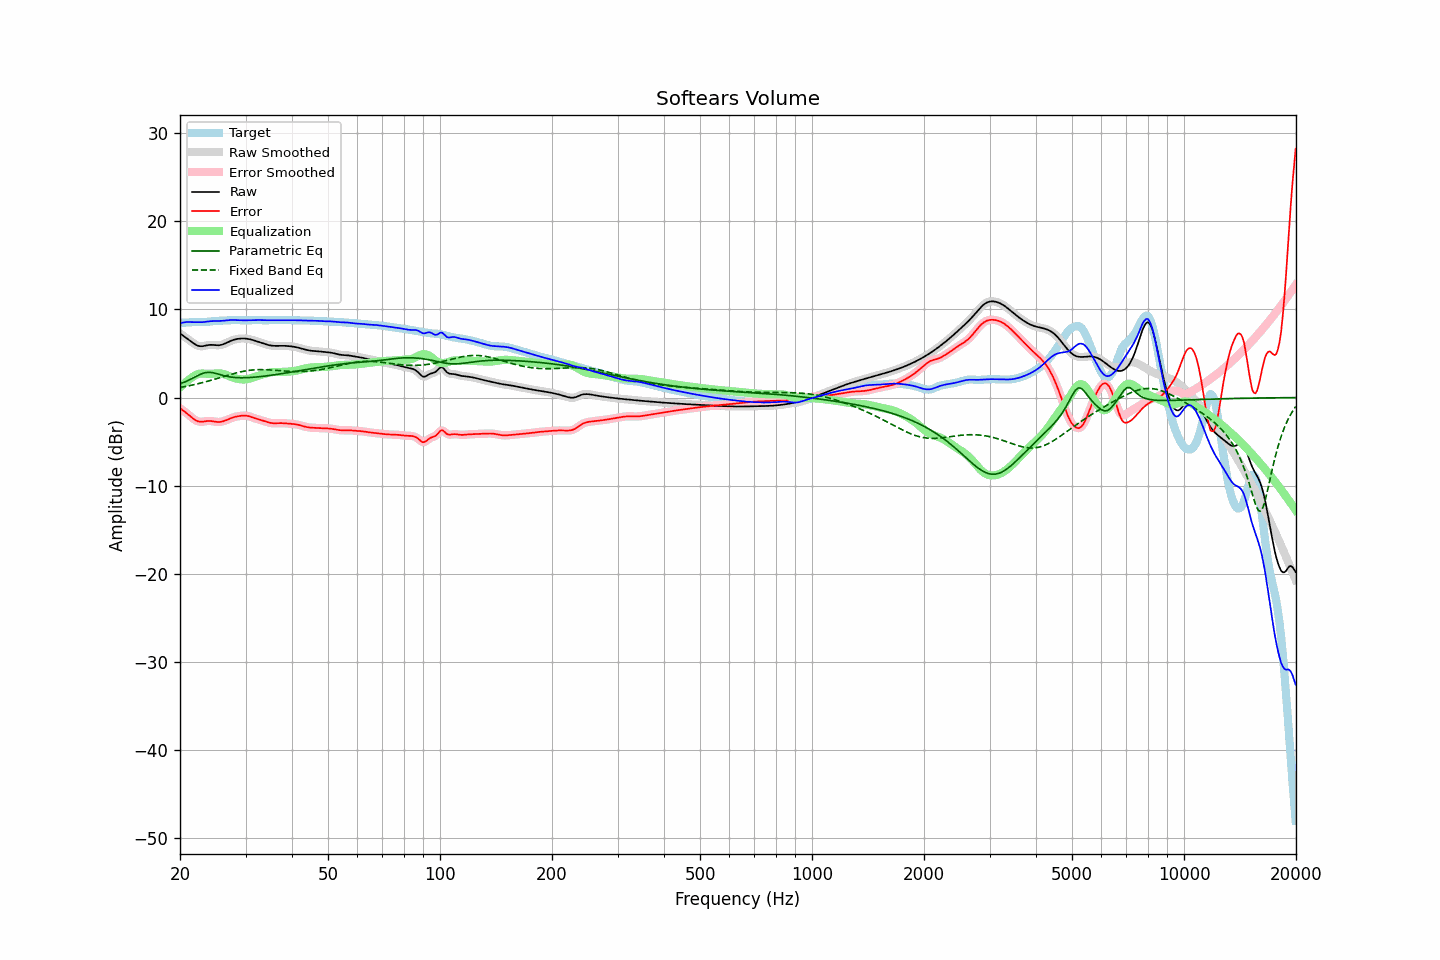 Softears Volume
Target
Raw Smoothed
Error Smoothed
Raw
Error
Equalization
Parametric Eq
Fixed Band Eq
Equalized
30
20
10
0
−10
−20
−30
−40
−50
Amplitude (dBr)
20
50
100
200
500
1000
2000
5000
10000
20000
Frequency (Hz)